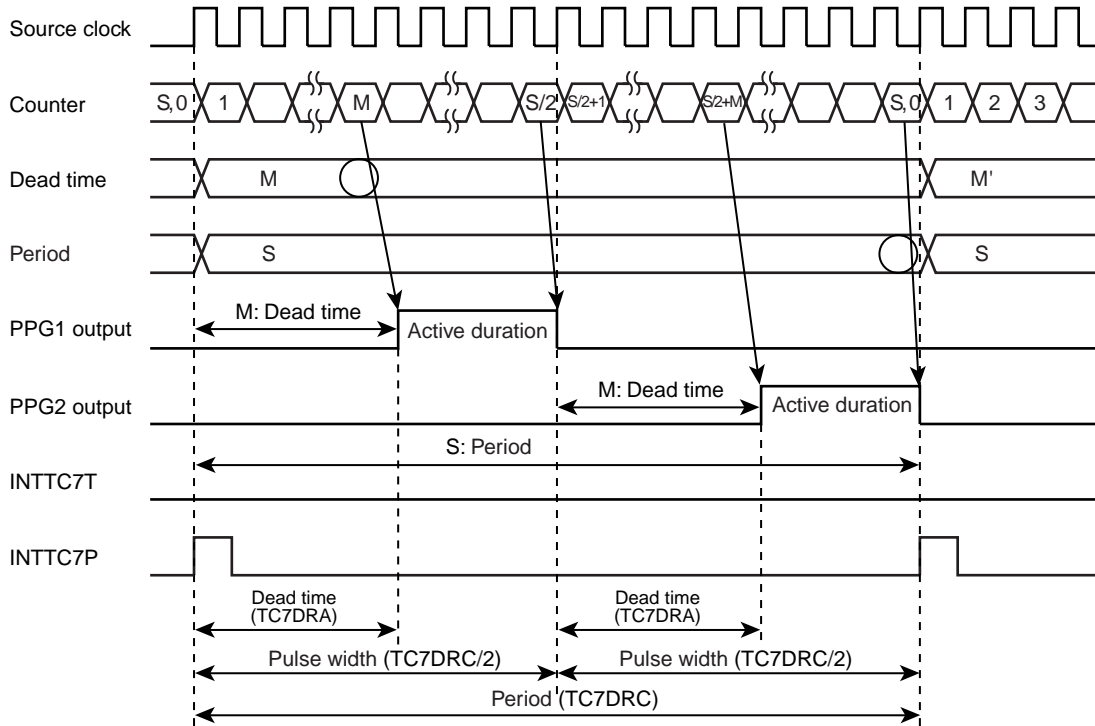 Source clock
Counter S, 0 1 M S/2 S/2+1 S/2+M S, 0 1 2 3
Dead time M M'
Period S S
PPG1 output M: Dead time Active duration
PPG2 output M: Dead time Active duration
S: Period
INTTC7T
INTTC7P
Dead time Dead time
(TC7DRA) (TC7DRA)
Pulse width (TC7DRC/2) Pulse width (TC7DRC/2)
Period (TC7DRC)